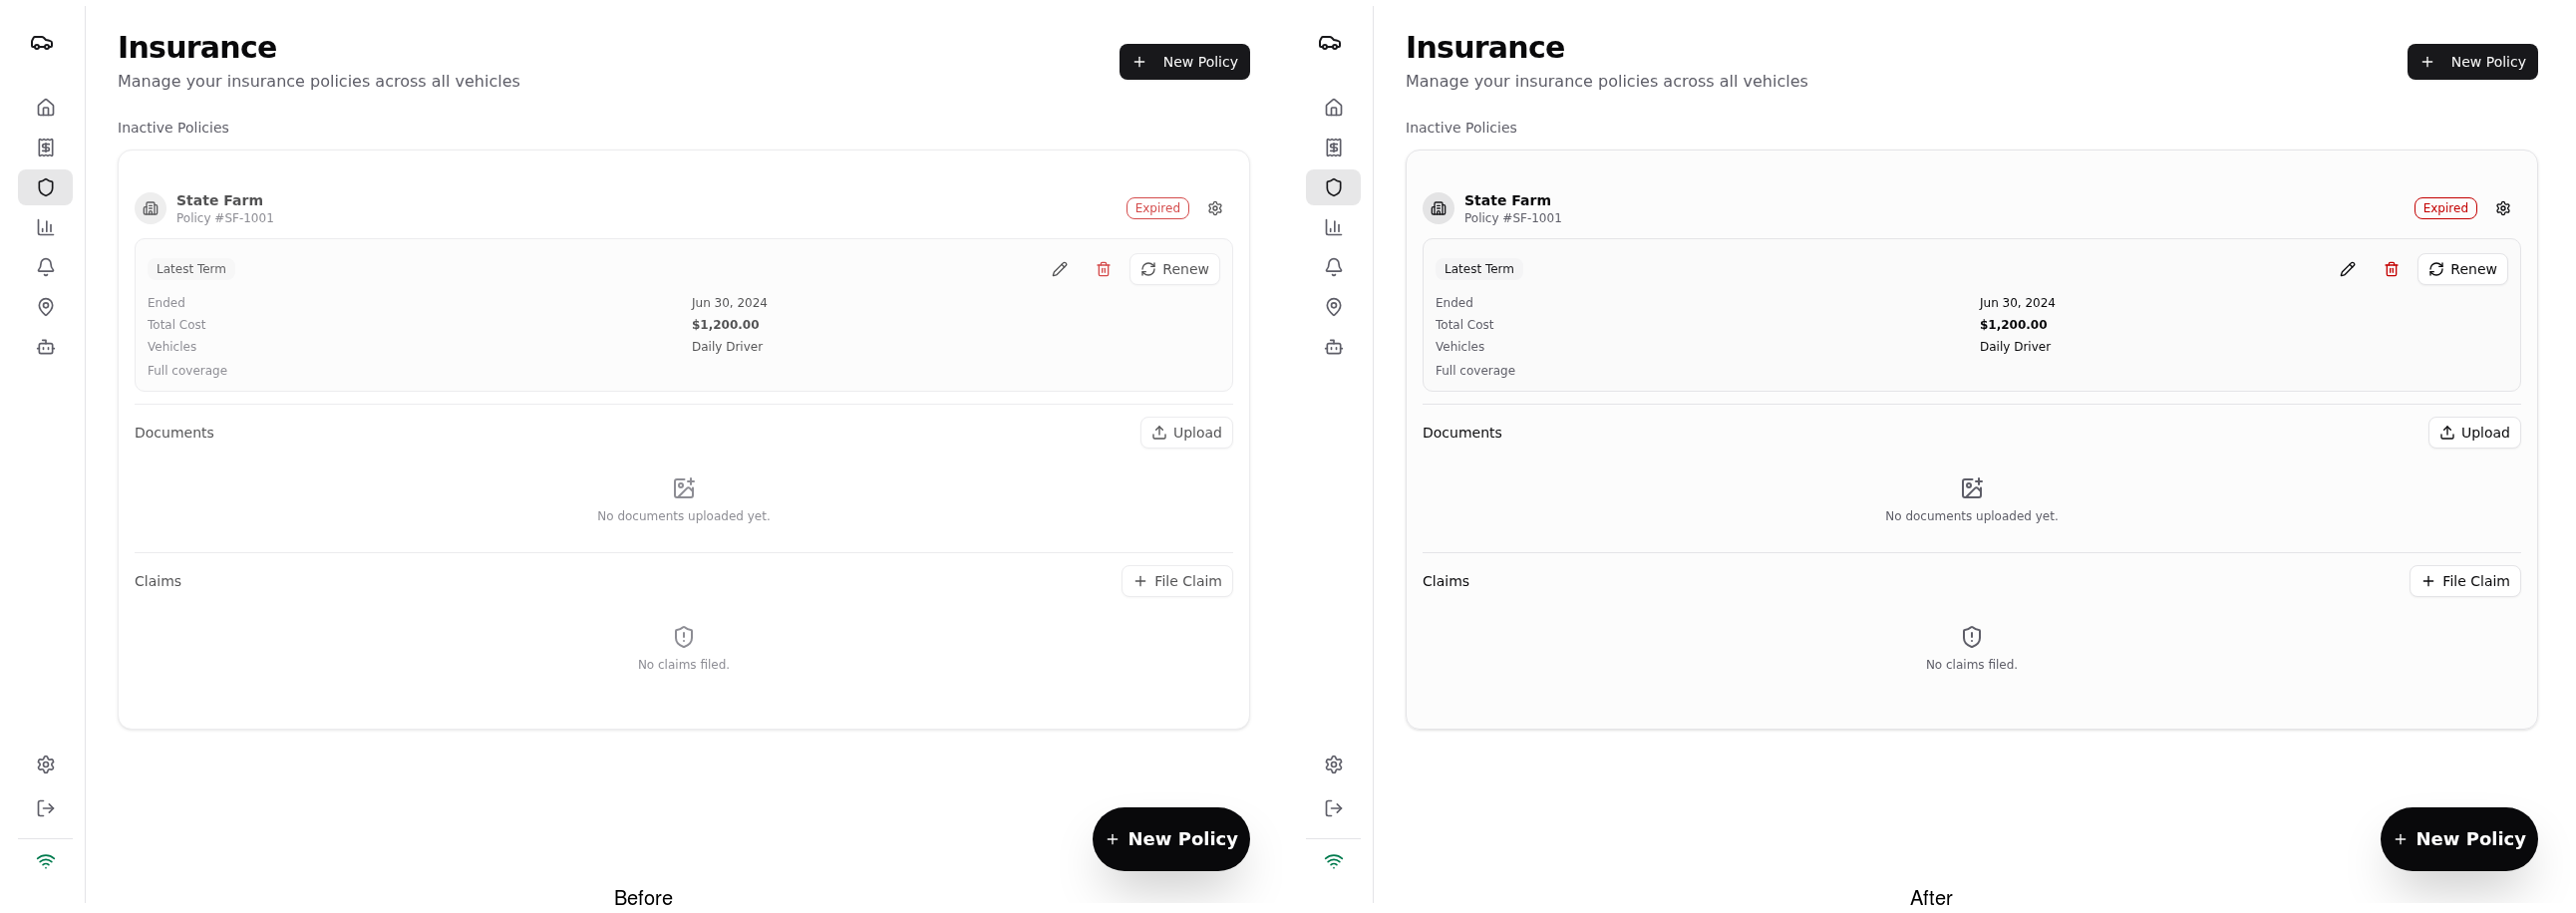 Insurance
Manage your insurance policies across all vehicles
+ New Policy
Inactive Policies
State Farm
Policy #SF-1001
Expired
Latest Term
Renew
Ended Jun 30, 2024
Total Cost $1,200.00
Vehicles Daily Driver
Full coverage
Documents
Upload
No documents uploaded yet.
Claims
+ File Claim
No claims filed.
+ New Policy
Before
Insurance
Manage your insurance policies across all vehicles
+ New Policy
Inactive Policies
State Farm
Policy #SF-1001
Expired
Latest Term
Renew
Ended Jun 30, 2024
Total Cost $1,200.00
Vehicles Daily Driver
Full coverage
Documents
Upload
No documents uploaded yet.
Claims
+ File Claim
No claims filed.
+ New Policy
After